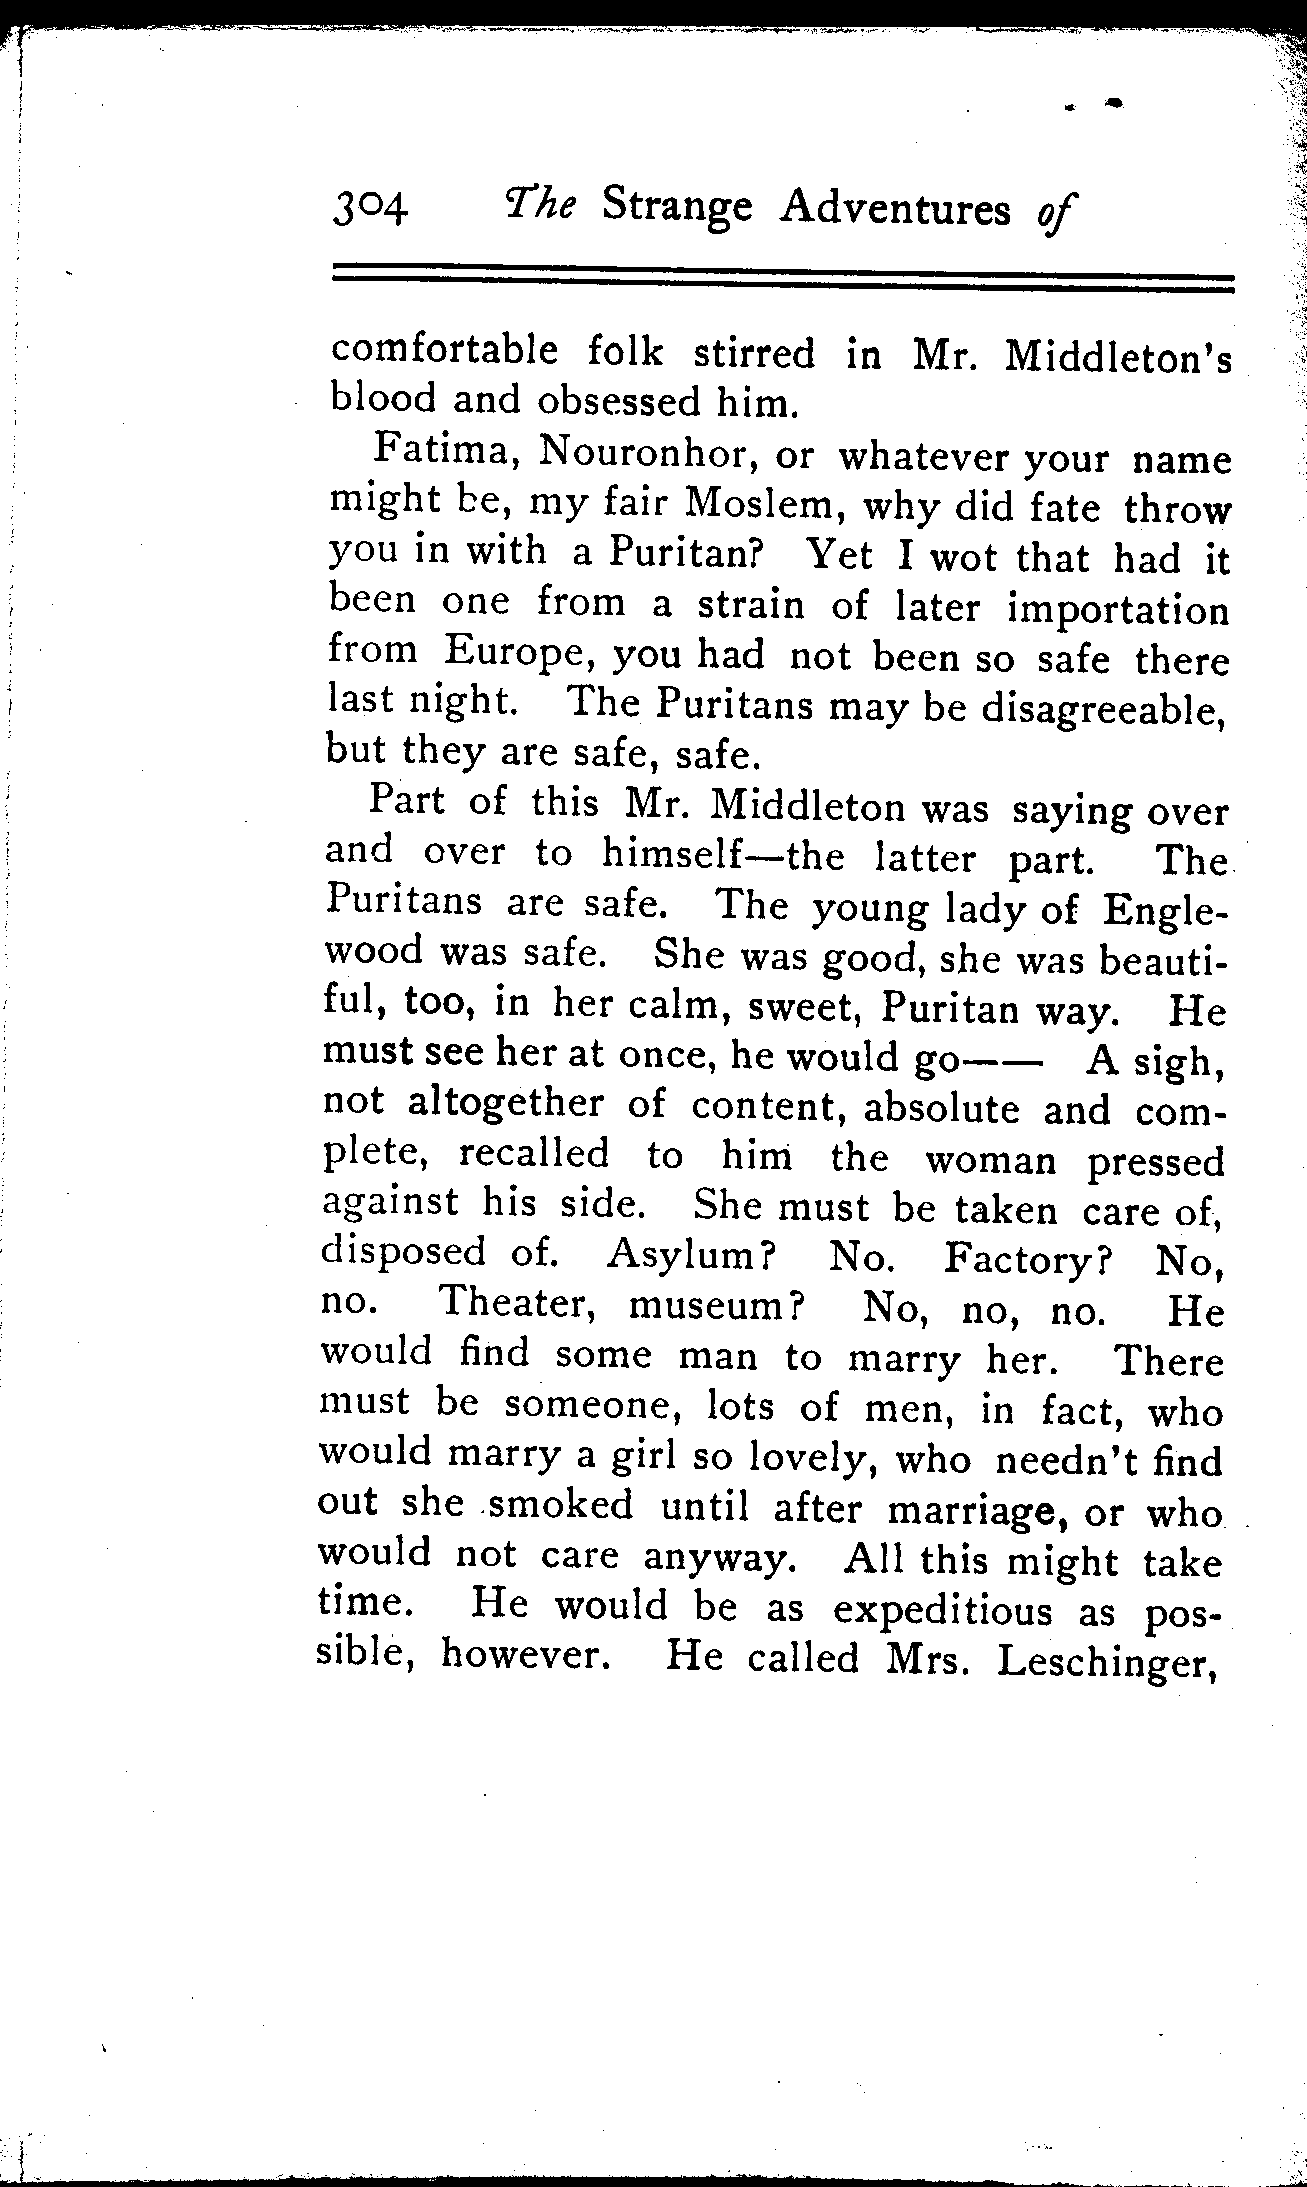 304 The Strange Adventures of
comfortable folk stirred in Mr. Middleton's
blood and obsessed him.
Fatima, Nouronhor, or whatever your name
might be, my fair Moslem, why did fate throw
you in with a Puritan? Yet I wot that had it
been one from a strain of later importation
from Europe, you had not been so safe there
last night. The Puritans may be disagreeable,
but they are safe, safe.
Part of this Mr. Middleton was saying over
and over to himself—the latter part. The
Puritans are safe. The young lady of Engle-
wood was safe. She was good, she was beauti-
ful, too, in her calm, sweet, Puritan way. He
must see her at once, he would go—— A sigh,
not altogether of content, absolute and com-
plete, recalled to him the woman pressed
against his side. She must be taken care of,
disposed of. Asylum? No. Factory? No,
no. Theater, museum? No, no, no. He
would find some man to marry her. There
must be someone, lots of men, in fact, who
would marry a girl so lovely, who needn't find
out she smoked until after marriage, or who
would not care anyway. All this might take
time. He would be as expeditious as pos-
sible, however. He called Mrs. Leschinger,